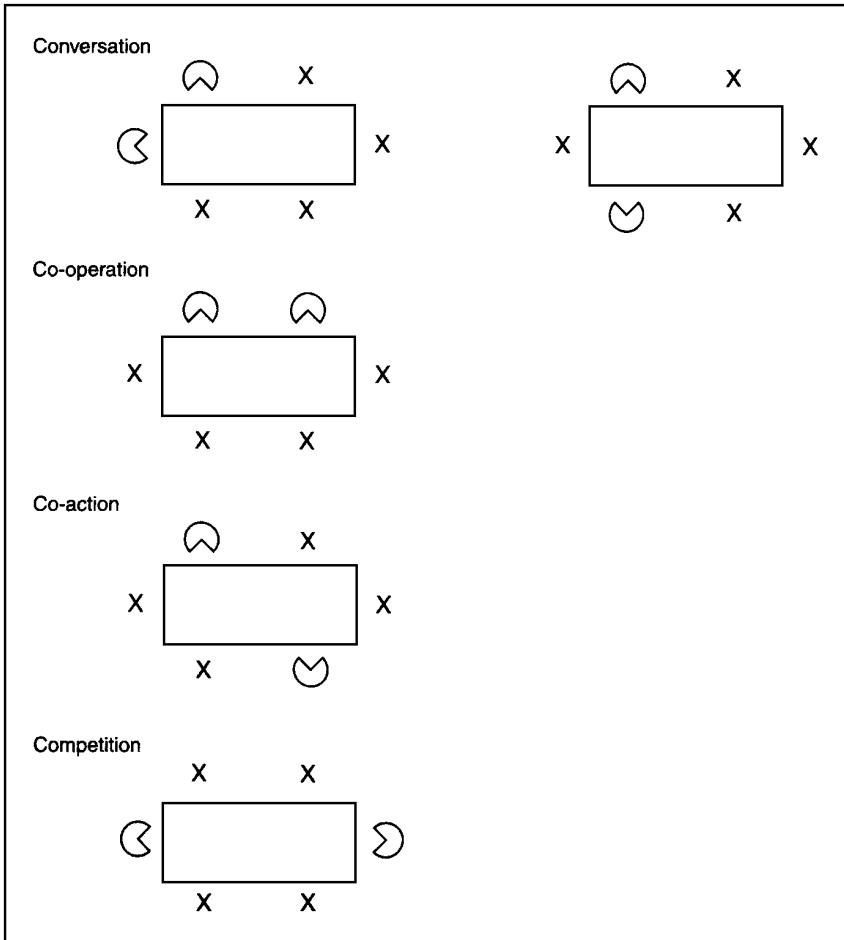 Conversation
X X
X X X
X X X
Co-operation
X X
X X
Co-action
X
X X
X
Competition
X X
X X